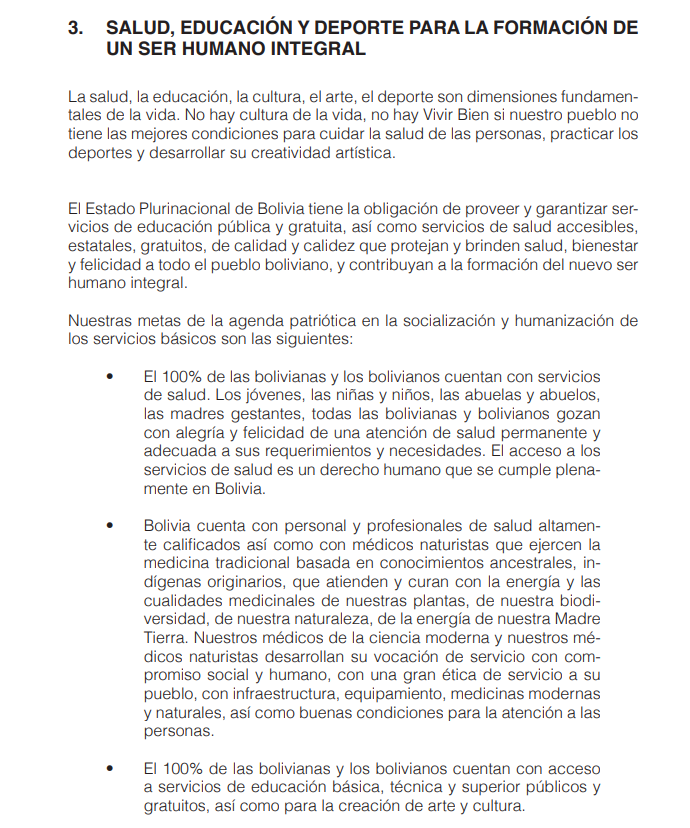 3. SALUD, EDUCACIÓN Y DEPORTE PARA LA FORMACIÓN DE
UN SER HUMANO INTEGRAL
La salud, la educación, la cultura, el arte, el deporte son dimensiones fundamen-
tales de la vida. No hay cultura de la vida, no hay Vivir Bien si nuestro pueblo no
tiene las mejores condiciones para cuidar la salud de las personas, practicar los
deportes y desarrollar su creatividad artística.
El Estado Plurinacional de Bolivia tiene la obligación de proveer y garantizar ser-
vicios de educación pública y gratuita, así como servicios de salud accesibles,
estatales, gratuitos, de calidad y calidez que protejan y brinden salud, bienestar
y felicidad a todo el pueblo boliviano, y contribuyan a la formación del nuevo ser
humano integral.
Nuestras metas de la agenda patriótica en la socialización y humanización de
los servicios básicos son las siguientes:
• El 100% de las bolivianas y los bolivianos cuentan con servicios
de salud. Los jóvenes, las niñas y niños, las abuelas y abuelos,
las madres gestantes, todas las bolivianas y bolivianos gozan
con alegría y felicidad de una atención de salud permanente y
adecuada a sus requerimientos y necesidades. El acceso a los
servicios de salud es un derecho humano que se cumple plena-
mente en Bolivia.
• Bolivia cuenta con personal y profesionales de salud altamen-
te calificados así como con médicos naturistas que ejercen la
medicina tradicional basada en conocimientos ancestrales, in-
dígenas originarios, que atienden y curan con la energía y las
cualidades medicinales de nuestras plantas, de nuestra biodi-
versidad, de nuestra naturaleza, de la energía de nuestra Madre
Tierra. Nuestros médicos de la ciencia moderna y nuestros mé-
dicos naturistas desarrollan su vocación de servicio con com-
promiso social y humano, con una gran ética de servicio a su
pueblo, con infraestructura, equipamiento, medicinas modernas
y naturales, así como buenas condiciones para la atención a las
personas.
• El 100% de las bolivianas y los bolivianos cuentan con acceso
a servicios de educación básica, técnica y superior públicos y
gratuitos, así como para la creación de arte y cultura.